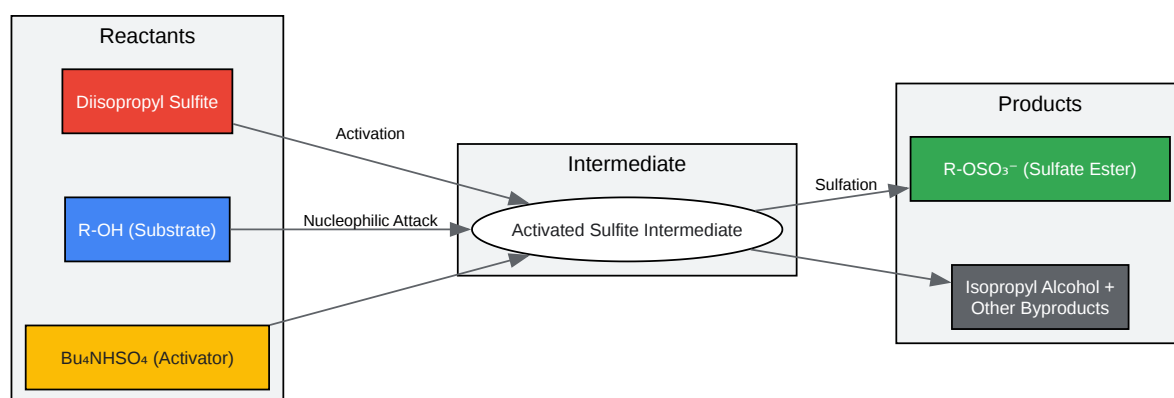 Reactants
Diisopropyl Sulfite
R-OH (Substrate)
Bu₄NHSO₄ (Activator)
Activation
Nucleophilic Attack
Intermediate
Activated Sulfite Intermediate
Sulfation
Products
R-OSO₃⁻ (Sulfate Ester)
Isopropyl Alcohol +
Other Byproducts